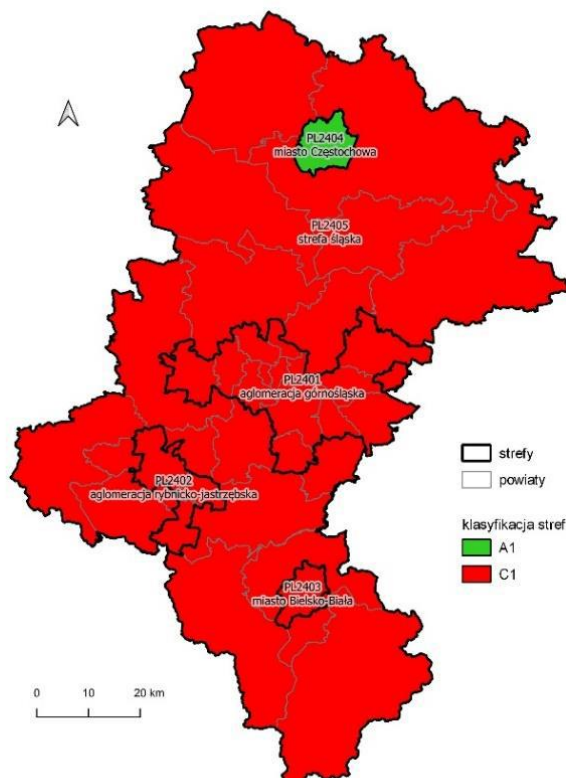 PL2404
miasto Częstochowa
PL2405
strefa śląska
PL2401
aglomeracja górnośląska
PL2402
aglomeracja rybnicko-jastrzębska
PL2403
miasto Bielsko-Biała
strefy
powiaty
klasyfikacja stref
A1
C1
0 10 20 km